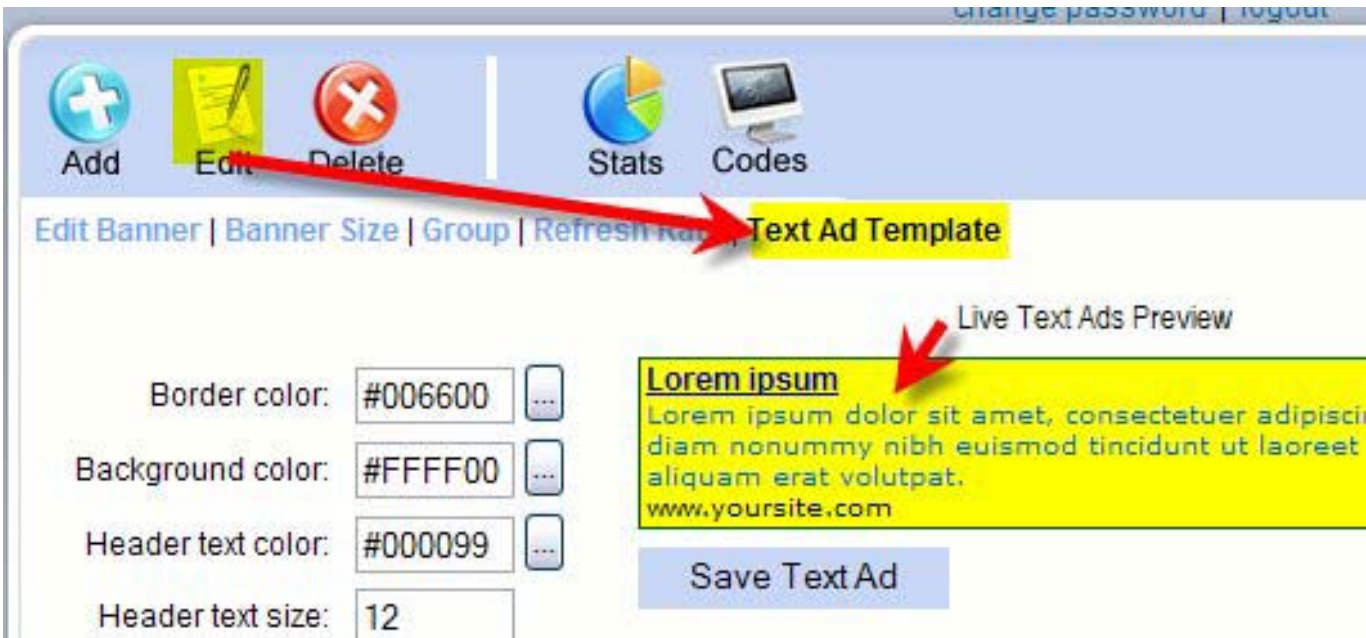 change password | logout
Add Edit Delete Stats Codes
Edit Banner | Banner Size | Group | Refresh | Text Ad Template
Live Text Ads Preview
Border color: #006600 ...
Lorem ipsum
Lorem ipsum dolor sit amet, consectetuer adipiscin
diam nonummy nibh euismod tincidunt ut laoreet
Background color: #FFFF00 ...
aliquam erat volutpat.
www.yoursite.com
Header text color: #000099 ...
Save Text Ad
Header text size: 12